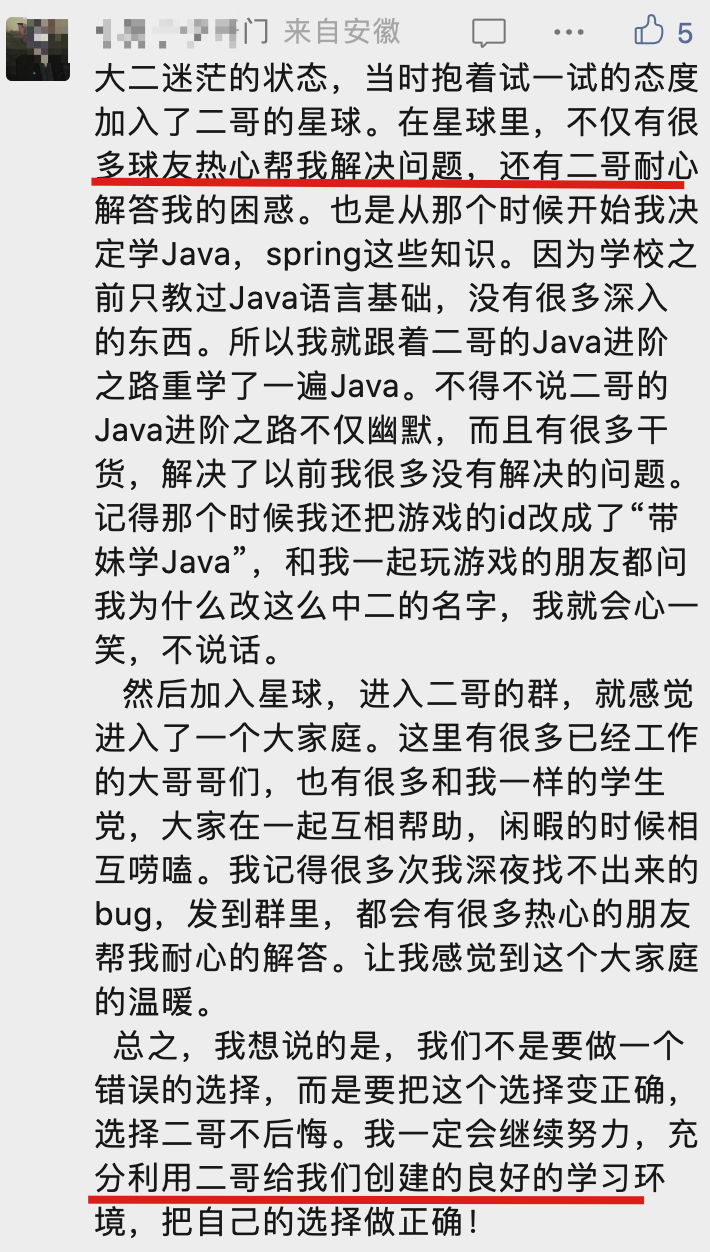 门 来自安徽 5
大二迷茫的状态，当时抱着试一试的态度
加入了二哥的星球。在星球里，不仅有很
多球友热心帮我解决问题，还有二哥耐心
解答我的困惑。也是从那个时候开始我决
定学Java，spring这些知识。因为学校之
前只教过Java语言基础，没有很多深入
的东西。所以我就跟着二哥的Java进阶
之路重学了一遍Java。不得不说二哥的
Java进阶之路不仅幽默，而且有很多干
货，解决了以前我很多没有解决的问题。
记得那个时候我还把游戏的id改成了“带
妹学Java”，和我一起玩游戏的朋友都问
我为什么改这么中二的名字，我就会心一
笑，不说话。
然后加入星球，进入二哥的群，就感觉
进入了一个大家庭。这里有很多已经工作
的大哥哥们，也有很多和我一样的学生
党，大家在一起互相帮助，闲暇的时候相
互唠嗑。我记得很多次我深夜找不出来的
bug，发到群里，都会有很多热心的朋友
帮我耐心的解答。让我感觉到这个大家庭
的温暖。
总之，我想说的是，我们不是要做一个
错误的选择，而是要把这个选择变正确，
选择二哥不后悔。我一定会继续努力，充
分利用二哥给我们创建的良好的学习环
境，把自己的选择做正确！